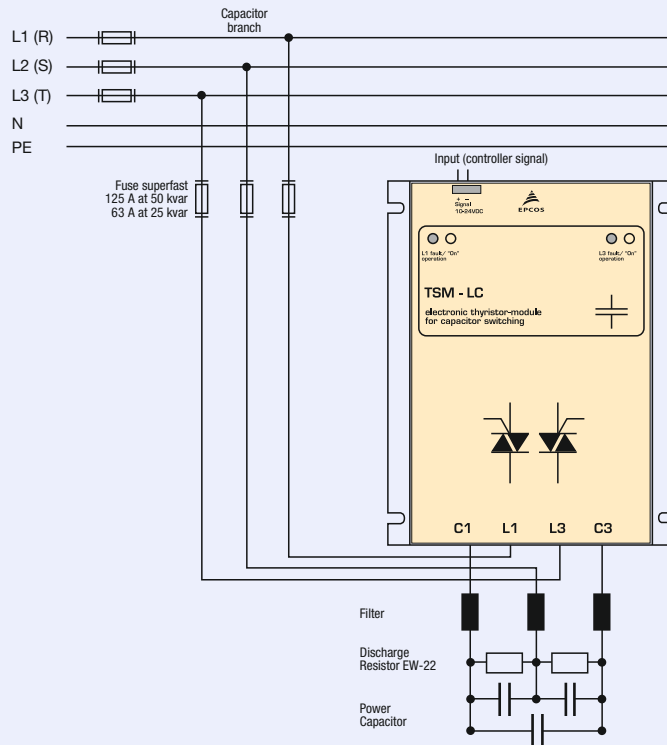 Capacitor
branch
L1 (R)
L2 (S)
L3 (T)
N
PE
Fuse superfast
125 A at 50 kvar
63 A at 25 kvar
Input (controller signal)
+ −
Signal
10-24VDC
EPCOS
L1 fault/ "On"
operation
L3 fault/ "On"
operation
TSM - LC
electronic thyristor-module
for capacitor switching
C1 L1 L3 C3
Filter
Discharge
Resistor EW-22
Power
Capacitor